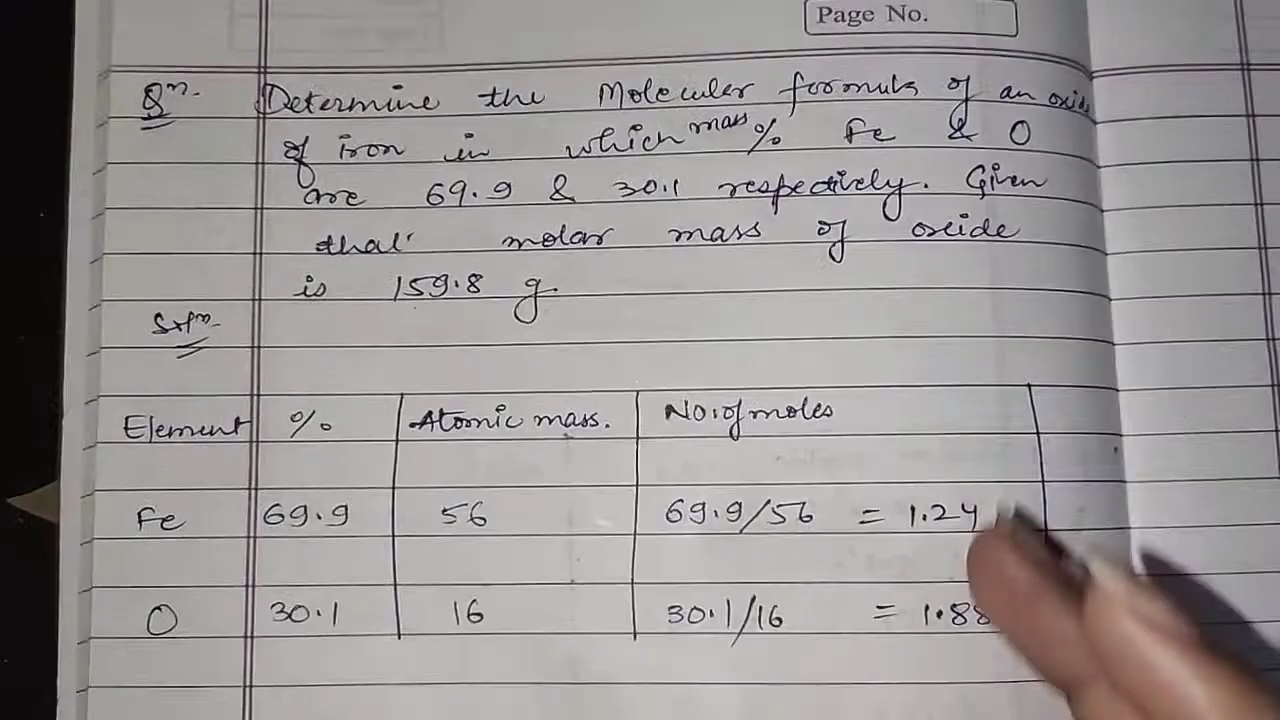 Page No.
Qn. Determine the Molecular formula of an oxide
of iron in which mass % Fe & O
are 69.9 & 30.1 respectively. Given
that molar mass of oxide
is 159.8 g.
Soln.
Element % Atomic mass. No. of moles
Fe 69.9 56 69.9/56 = 1.24
O 30.1 16 30.1/16 = 1.88